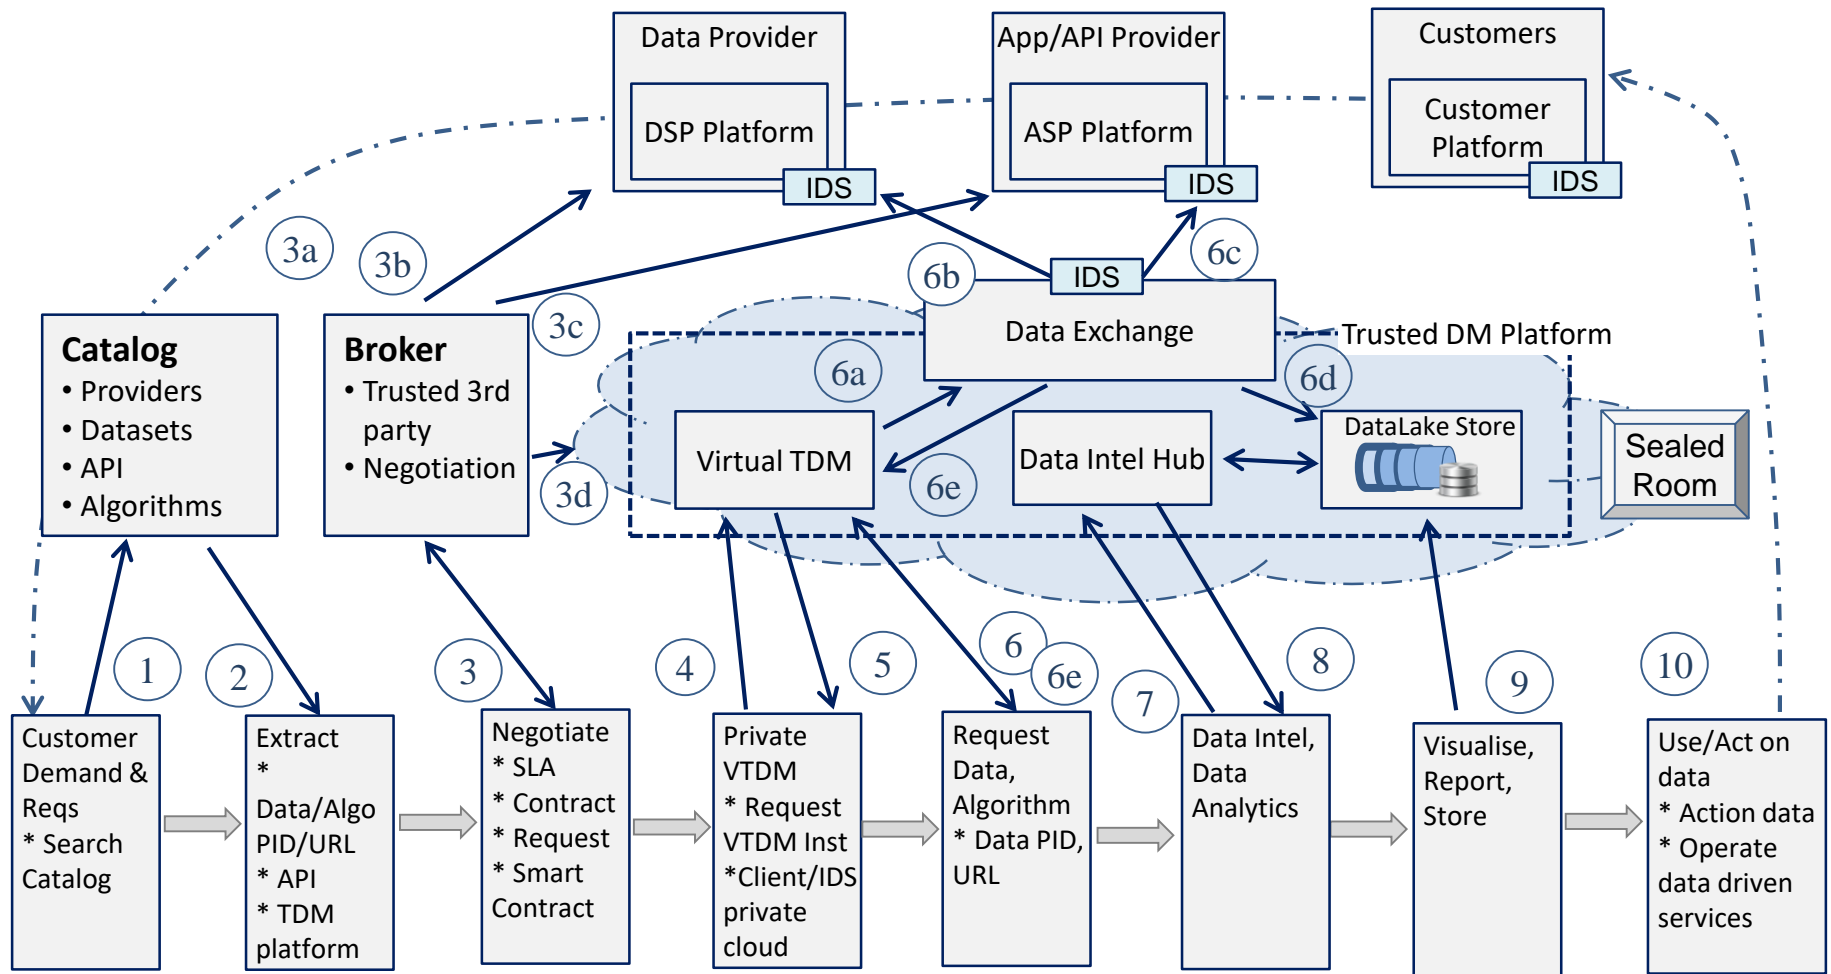 Data Provider
DSP Platform
IDS
App/API Provider
ASP Platform
IDS
Customers
Customer
Platform
IDS
3a
3b
3c
3d
6b
6c
IDS
Data Exchange
Trusted DM Platform
6a
6d
6e
Catalog
• Providers
• Datasets
• API
• Algorithms
Broker
• Trusted 3rd
party
• Negotiation
Virtual TDM
Data Intel Hub
DataLake Store
Sealed
Room
1
2
3
4
5
6
6e
7
8
9
10
Customer
Demand &
Reqs
* Search
Catalog
Extract
*
Data/Algo
PID/URL
* API
* TDM
platform
Negotiate
* SLA
* Contract
* Request
* Smart
Contract
Private
VTDM
* Request
VTDM Inst
*Client/IDS
private
cloud
Request
Data,
Algorithm
* Data PID,
URL
Data Intel,
Data
Analytics
Visualise,
Report,
Store
Use/Act on
data
* Action data
* Operate
data driven
services